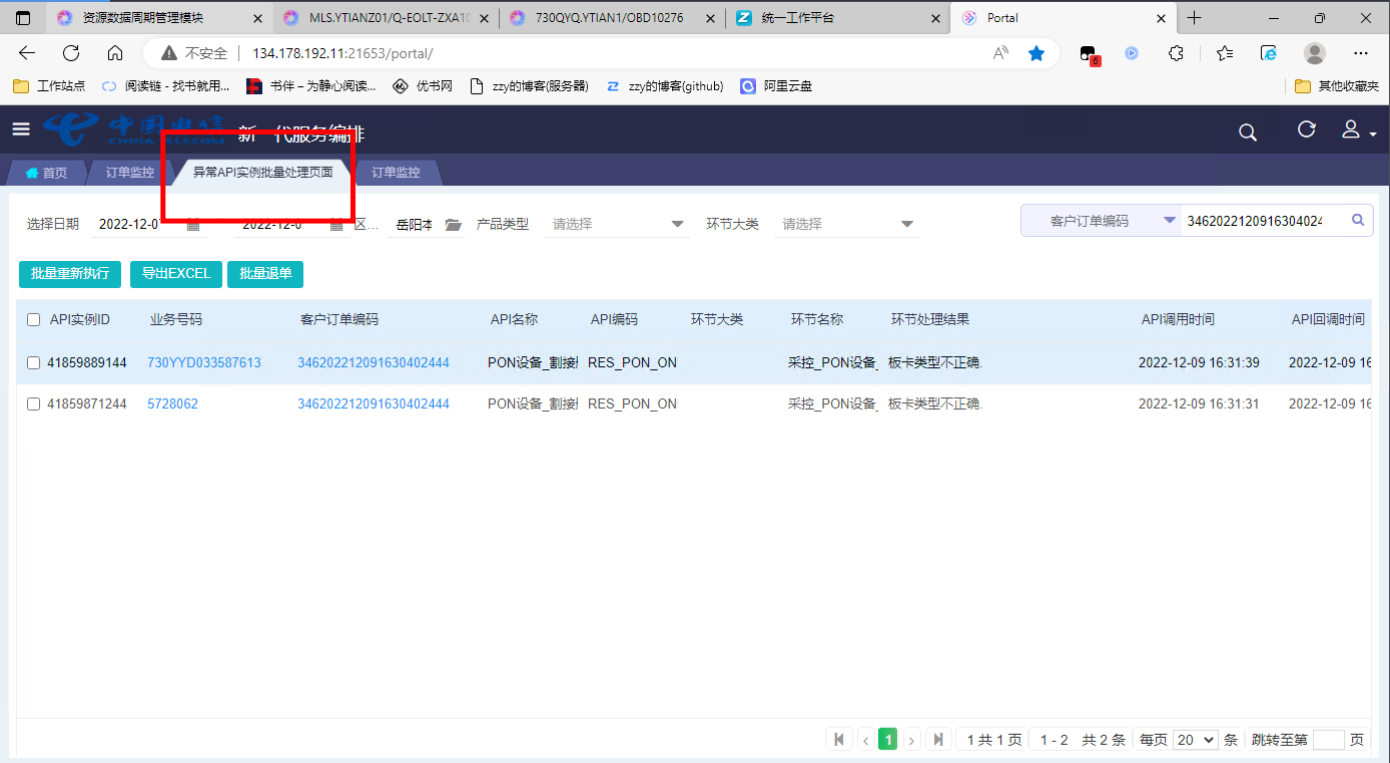 资源数据周期管理模块
MLS.YTIANZ01/Q-EOLT-ZXA10
730QYQ.YTIAN1/OBD10276
统一工作平台
Portal
不安全
134.178.192.11:21653/portal/
6
工作站点
阅读链 - 找书就用...
书伴 – 为静心阅读...
优书网
zzy的博客(服务器)
zzy的博客(github)
阿里云盘
其他收藏夹
中国电信
CHINA TELECOM
新一代服务编排
首页
订单监控
异常API实例批量处理页面
订单监控
选择日期
2022-12-0
2022-12-0
区...
岳阳本
产品类型
请选择
环节大类
请选择
客户订单编码
3462022120916304024
批量重新执行
导出EXCEL
批量退单
API实例ID 业务号码 客户订单编码 API名称 API编码 环节大类 环节名称 环节处理结果 API调用时间 API回调时间
41859889144 730YYD033587613 346202212091630402444 PON设备_割接 RES_PON_ON 采控_PON设备_ 板卡类型不正确. 2022-12-09 16:31:39 2022-12-09 16
41859871244 5728062 346202212091630402444 PON设备_割接 RES_PON_ON 采控_PON设备_ 板卡类型不正确. 2022-12-09 16:31:31 2022-12-09 16
1
1 共 1 页
1 - 2 共 2 条
每页 20 条
跳转至第 页